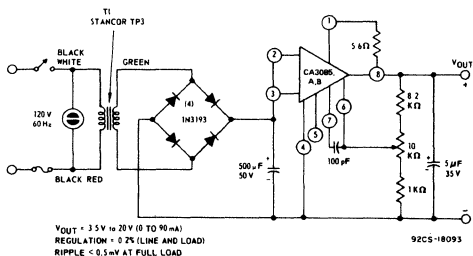 T1
STANCOR TP3
BLACK
WHITE
GREEN
120 V
60 Hz
BLACK RED
(4)
1N3193
500 µF
50 V
CA3085,
A,B
1
2
3
4
5
6
7
8
5 6 Ω
100 pF
8 2
KΩ
10
KΩ
1 KΩ
VOUT
+
5 µF
35 V
VOUT = 3 5 V to 20 V (0 TO 90 mA)
REGULATION = 0 2% (LINE AND LOAD)
RIPPLE < 0.5 mV AT FULL LOAD
92CS-18093